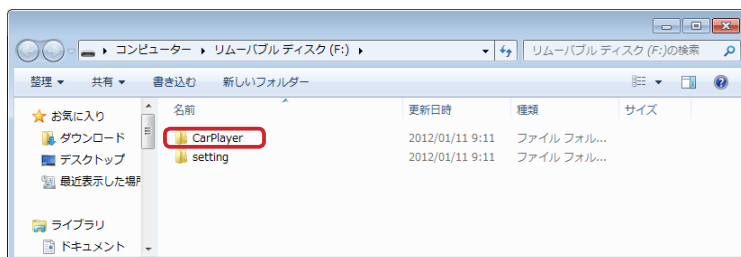 コンピューター ▸ リムーバブル ディスク (F:) ▸
リムーバブル ディスク (F:)の検索
整理 ▼ 共有 ▼ 書き込む 新しいフォルダー
お気に入り
ダウンロード
デスクトップ
最近表示した場所
ライブラリ
ドキュメント
名前 更新日時 種類 サイズ
CarPlayer 2012/01/11 9:11 ファイル フォル...
setting 2012/01/11 9:11 ファイル フォル...